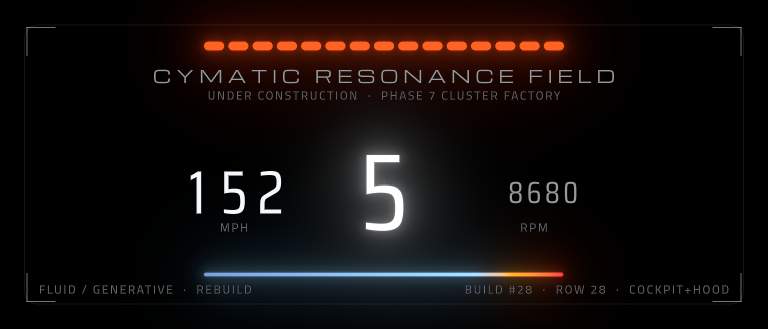 CYMATIC RESONANCE FIELD
UNDER CONSTRUCTION · PHASE 7 CLUSTER FACTORY
152 5 8680
MPH RPM
FLUID / GENERATIVE · REBUILD BUILD #28 · ROW 28 · COCKPIT+HOOD